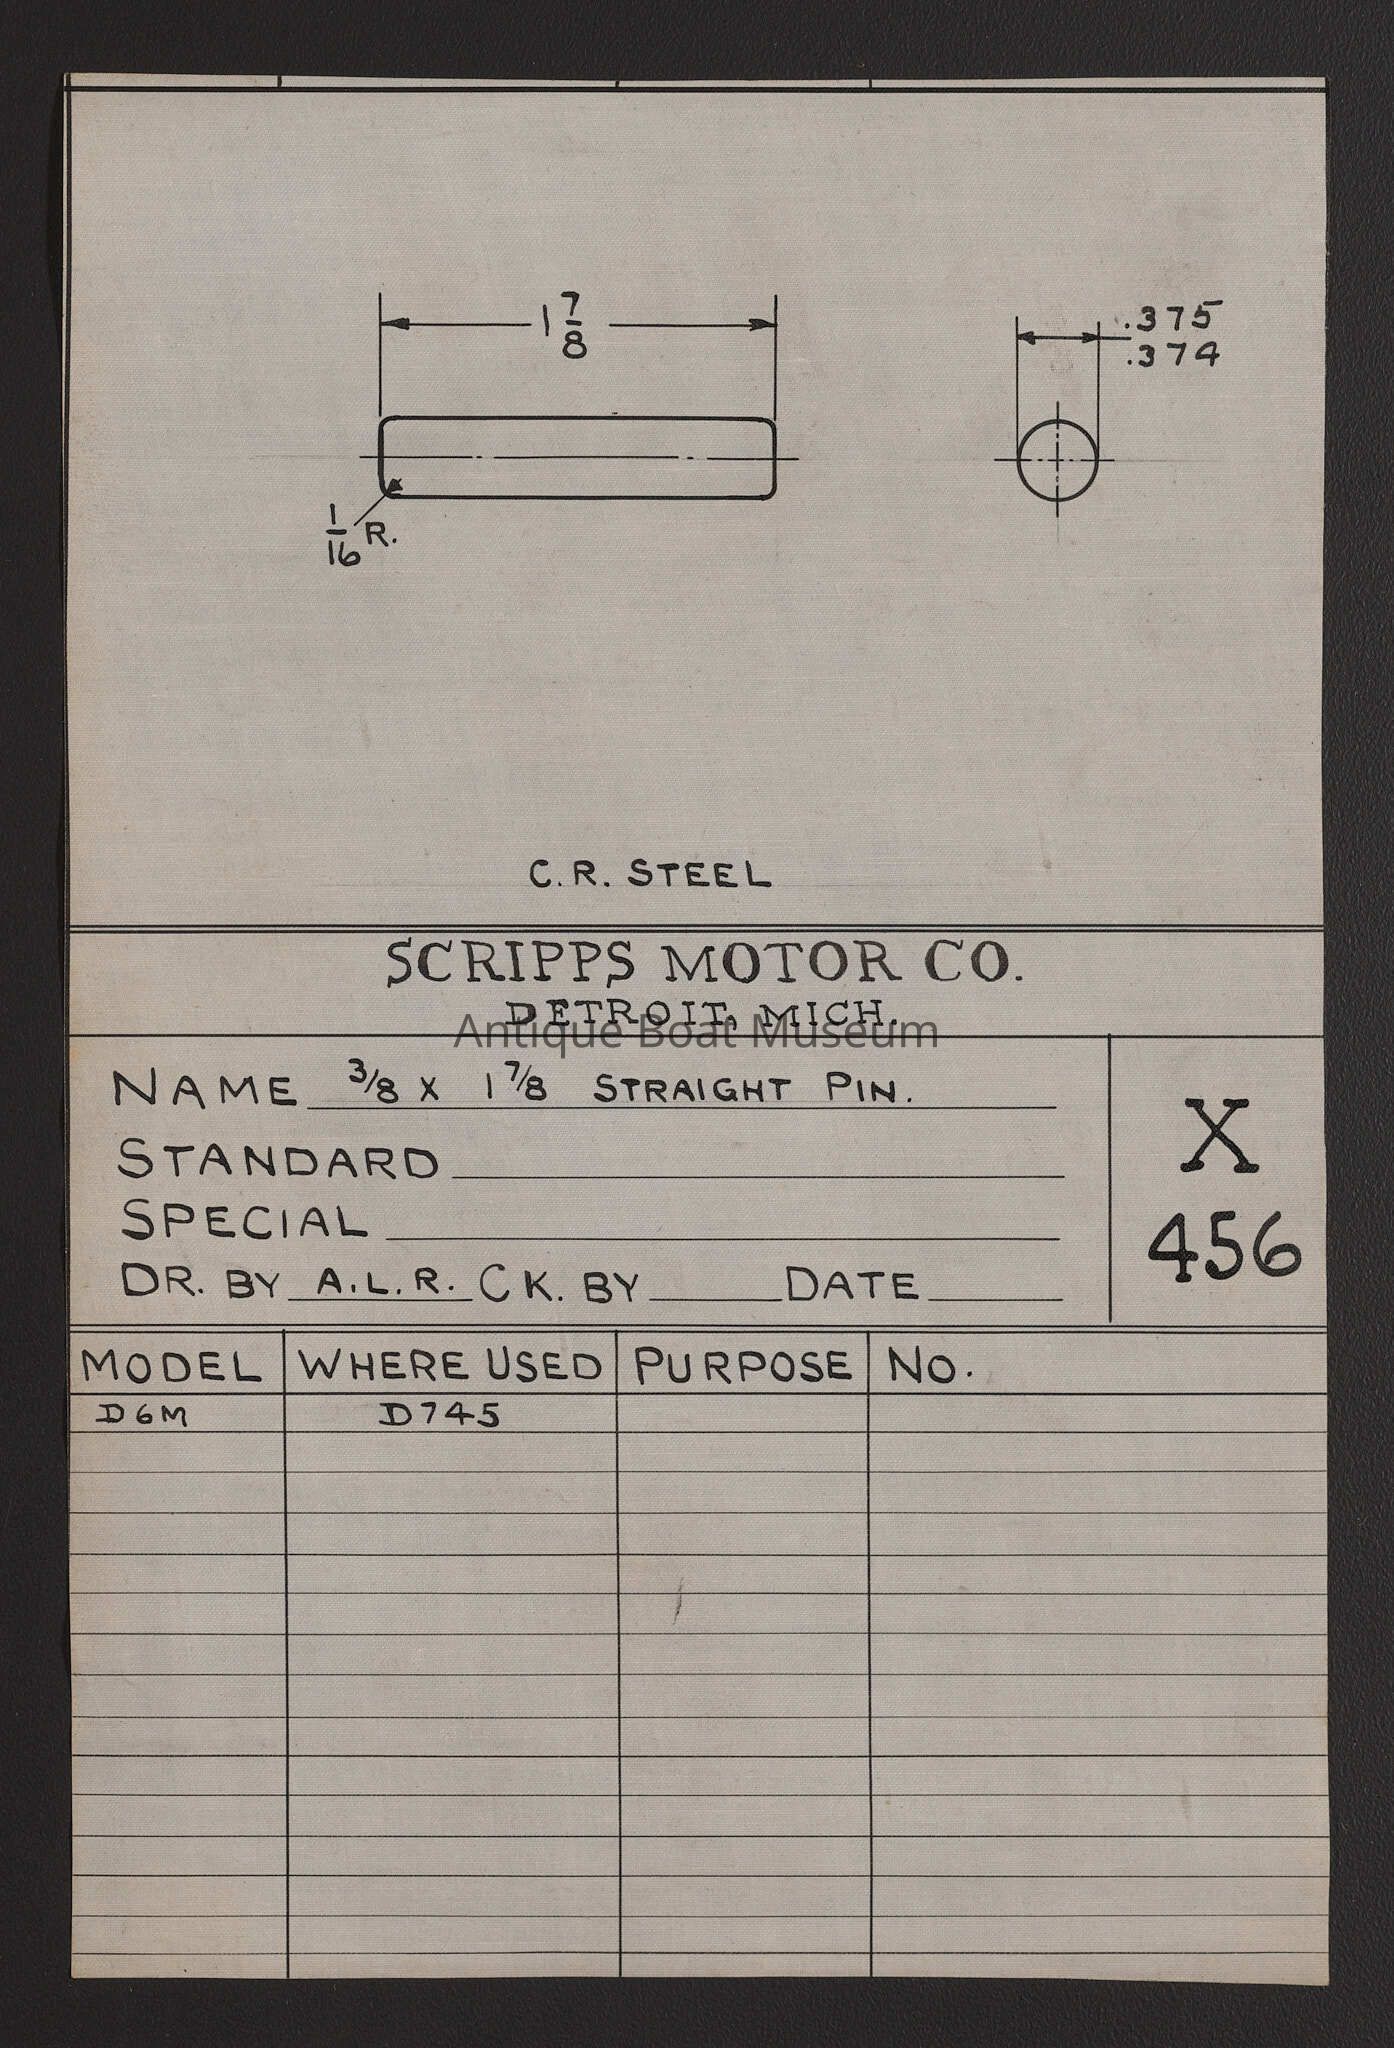 1 7/8
.375
.374
1/16 R.
C.R. STEEL
SCRIPPS MOTOR CO.
DETROIT, MICH.
Antique Boat Museum
NAME 3/8 X 1 7/8 STRAIGHT PIN.
STANDARD
SPECIAL
DR. BY A.L.R. CK. BY DATE
X
456
MODEL WHERE USED PURPOSE NO.
D6M D745